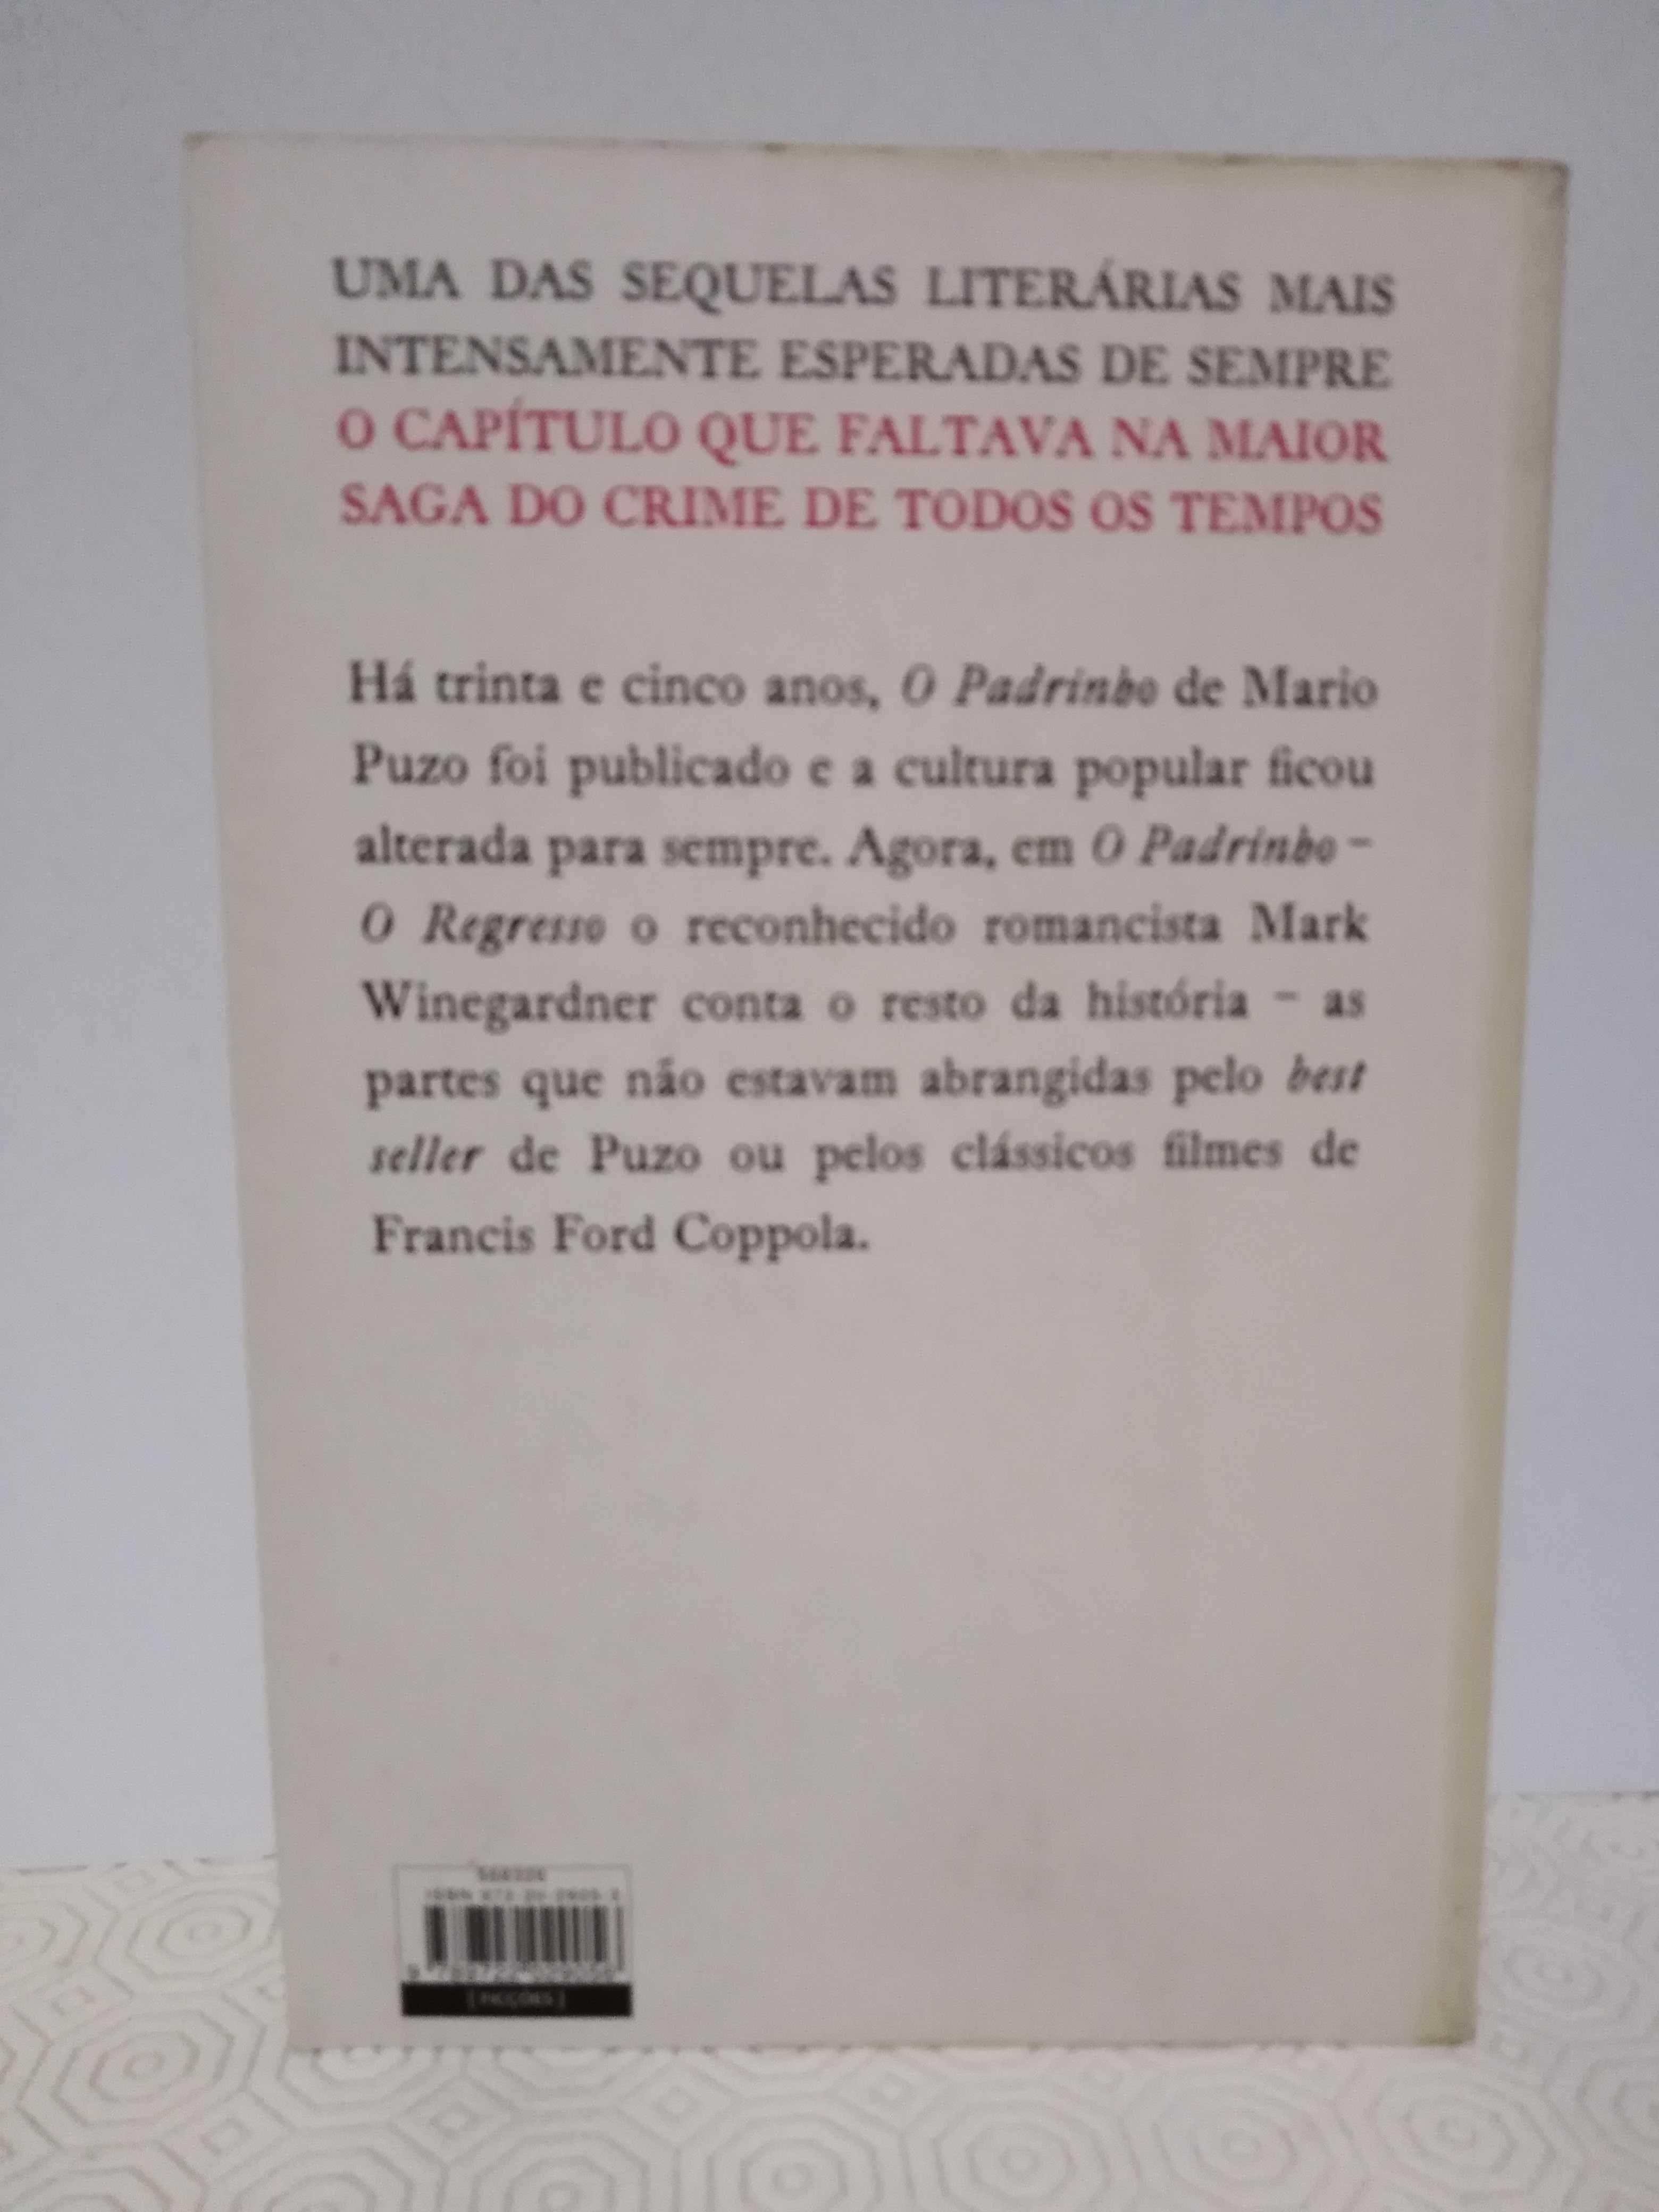 UMA DAS SEQUELAS LITERÁRIAS MAIS
INTENSAMENTE ESPERADAS DE SEMPRE
O CAPÍTULO QUE FALTAVA NA MAIOR
SAGA DO CRIME DE TODOS OS TEMPOS
Há trinta e cinco anos, O Padrinho de Mario
Puzo foi publicado e a cultura popular ficou
alterada para sempre. Agora, em O Padrinho –
O Regresso o reconhecido romancista Mark
Winegardner conta o resto da história – as
partes que não estavam abrangidas pelo best
seller de Puzo ou pelos clássicos filmes de
Francis Ford Coppola.
ISBN
[ FICÇÕES ]